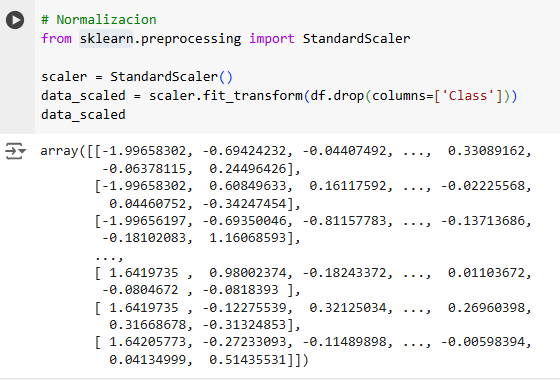 # Normalizacion
from sklearn.preprocessing import StandardScaler
scaler = StandardScaler()
data_scaled = scaler.fit_transform(df.drop(columns=['Class']))
data_scaled
array([[-1.99658302, -0.69424232, -0.04407492, ...,  0.33089162,
        -0.06378115,  0.24496426],
       [-1.99658302,  0.60849633,  0.16117592, ..., -0.02225568,
         0.04460752, -0.34247454],
       [-1.99656197, -0.69350046, -0.81157783, ..., -0.13713686,
        -0.18102083,  1.16068593],
       ...,
       [ 1.6419735 ,  0.98002374, -0.18243372, ...,  0.01103672,
        -0.0804672 , -0.0818393 ],
       [ 1.6419735 , -0.12275539,  0.32125034, ...,  0.26960398,
         0.31668678, -0.31324853],
       [ 1.64205773, -0.27233093, -0.11489898, ..., -0.00598394,
         0.04134999,  0.51435531]])